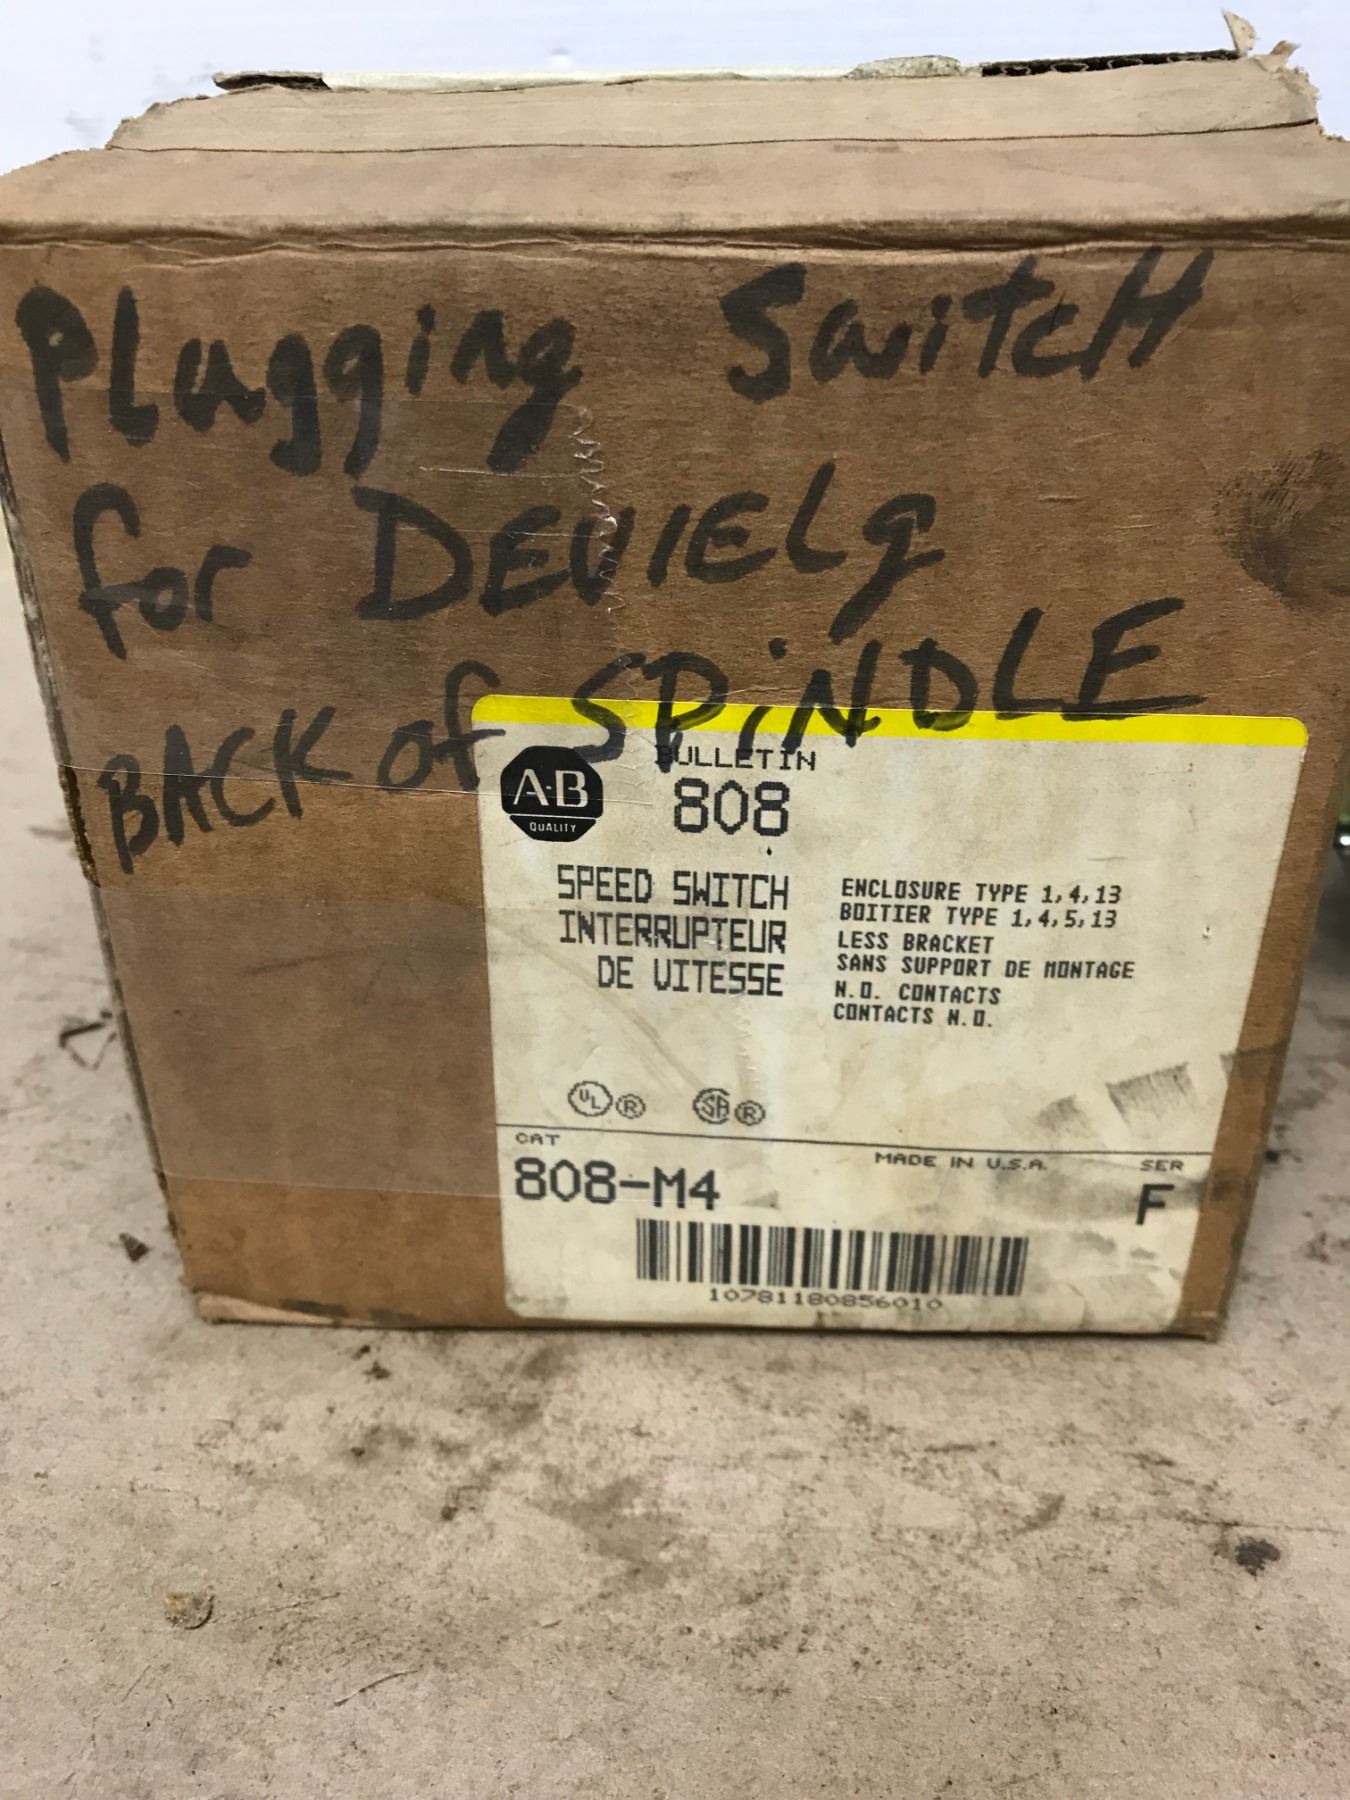 Plugging Switch
for DEVIELg
BACK of SPiNDLE
A-B
QUALITY
BULLETIN
808
SPEED SWITCH
INTERRUPTEUR
DE VITESSE
ENCLOSURE TYPE 1,4,13
BOITIER TYPE 1,4,5,13
LESS BRACKET
SANS SUPPORT DE MONTAGE
N.O. CONTACTS
CONTACTS N.O.
UL ®
SA ®
CAT
808-M4
MADE IN U.S.A.
SER
F
10781180856010